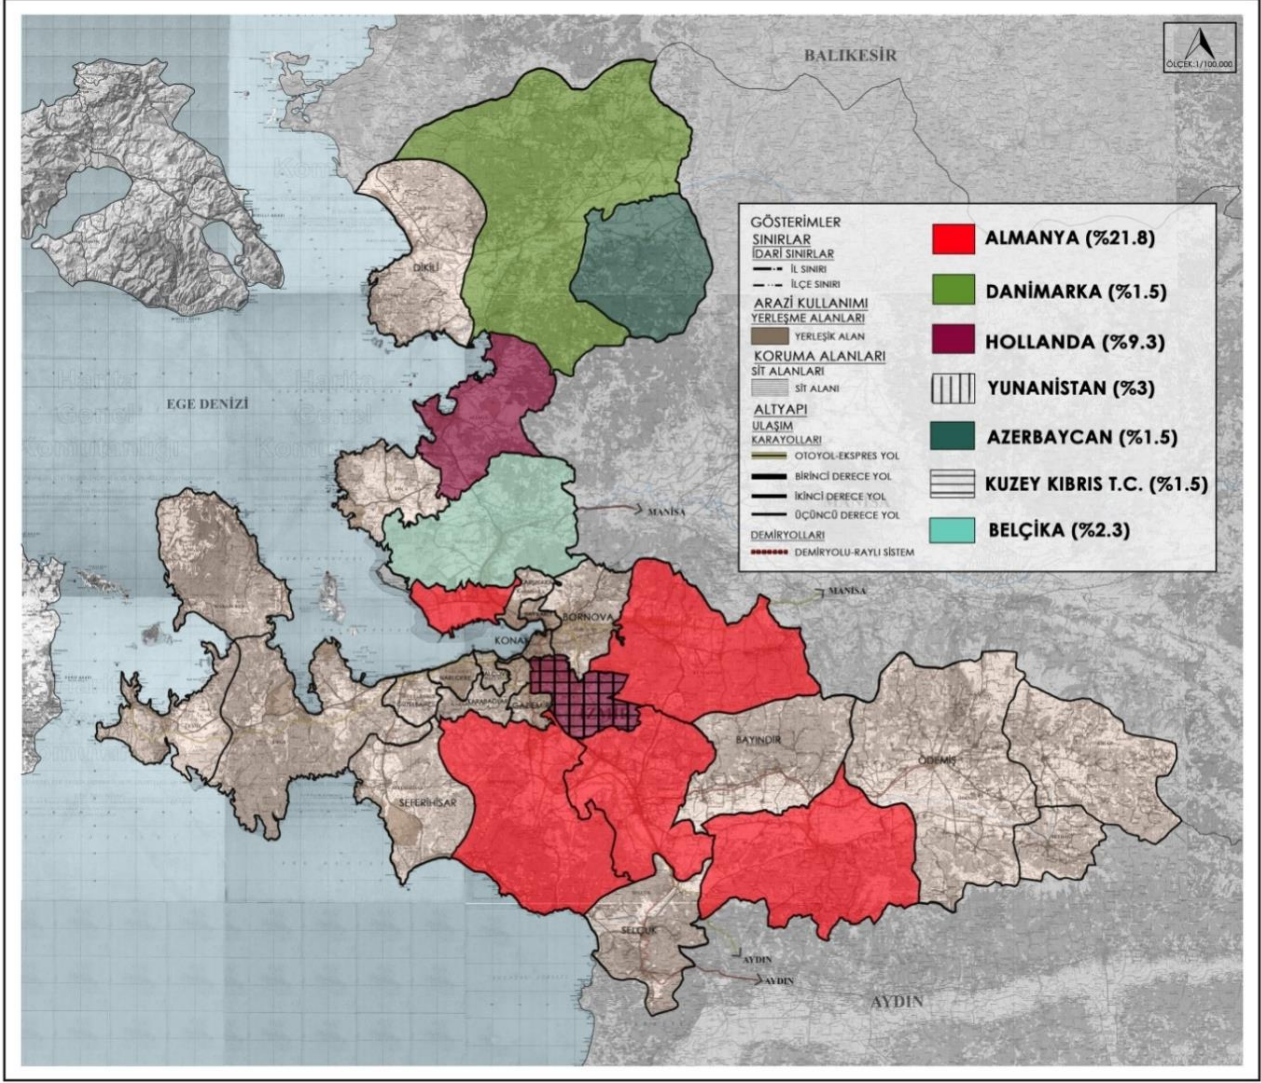 BALIKESİR
ÖLÇEK:1/100.000
GÖSTERİMLER
SINIRLAR
İDARİ SINIRLAR
İL SINIRI
İLÇE SINIRI
ARAZİ KULLANIMI
YERLEŞME ALANLARI
YERLEŞİK ALAN
KORUMA ALANLARI
SİT ALANLARI
SİT ALANI
ALTYAPI
ULAŞIM
KARAYOLLARI
OTOYOL-EKSPRES YOL
BİRİNCİ DERECE YOL
İKİNCİ DERECE YOL
ÜÇÜNCÜ DERECE YOL
DEMİRYOLLARI
DEMİRYOLU-RAYLI SİSTEM
ALMANYA (%21.8)
DANİMARKA (%1.5)
HOLLANDA (%9.3)
YUNANİSTAN (%3)
AZERBAYCAN (%1.5)
KUZEY KIBRIS T.C. (%1.5)
BELÇİKA (%2.3)
DİKİLİ
EGE DENİZİ
MANİSA
MANİSA
BORNOVA
KONAK
BAYINDIR
ÖDEMİŞ
SEFERİHİSAR
SELÇUK
AYDIN
AYDIN
AYDIN